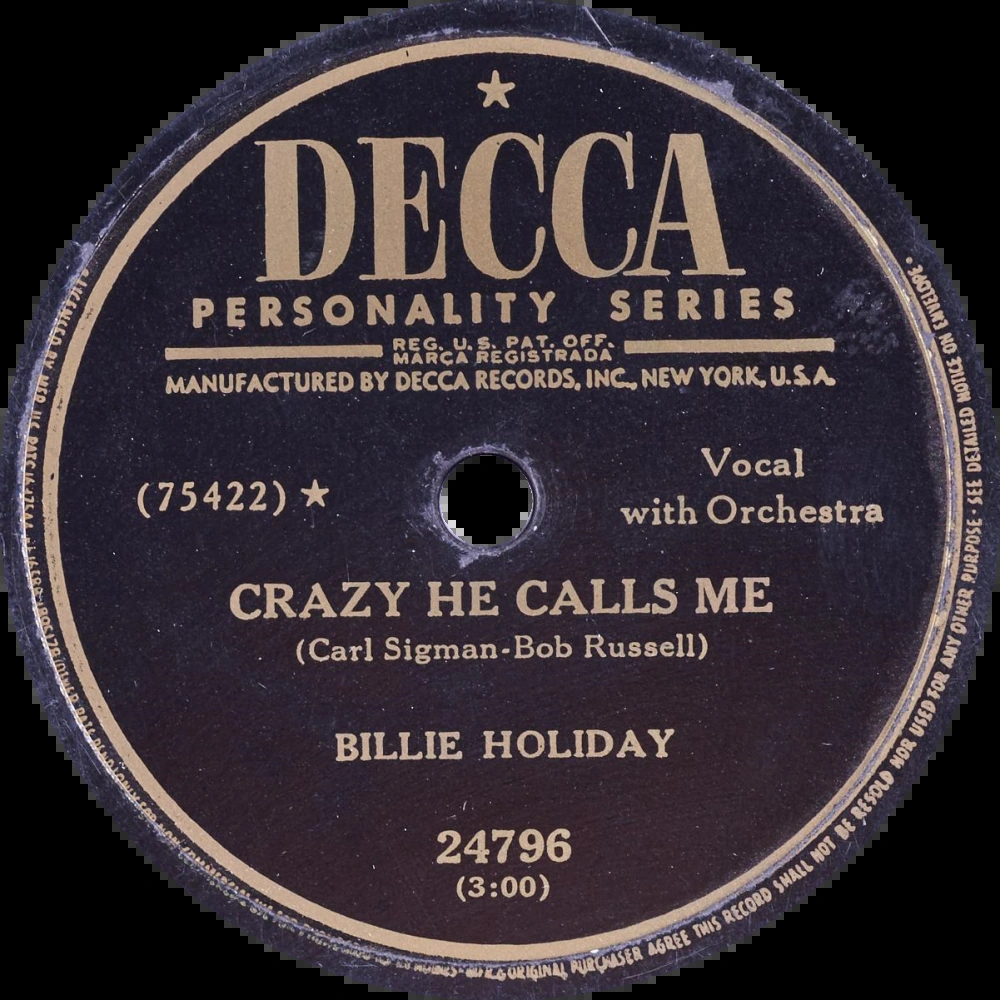 DECCA
PERSONALITY SERIES
REG. U.S. PAT. OFF.
MARCA REGISTRADA
MANUFACTURED BY DECCA RECORDS, INC., NEW YORK, U.S.A.
(75422) ★
Vocal
with Orchestra
CRAZY HE CALLS ME
(Carl Sigman-Bob Russell)
BILLIE HOLIDAY
24796
(3:00)
ORIGINAL PURCHASER AGREE THIS RECORD SHALL NOT BE RESOLD NOR USED FOR ANY OTHER PURPOSE · SEE DETAILED NOTICE ON ENVELOPE ·